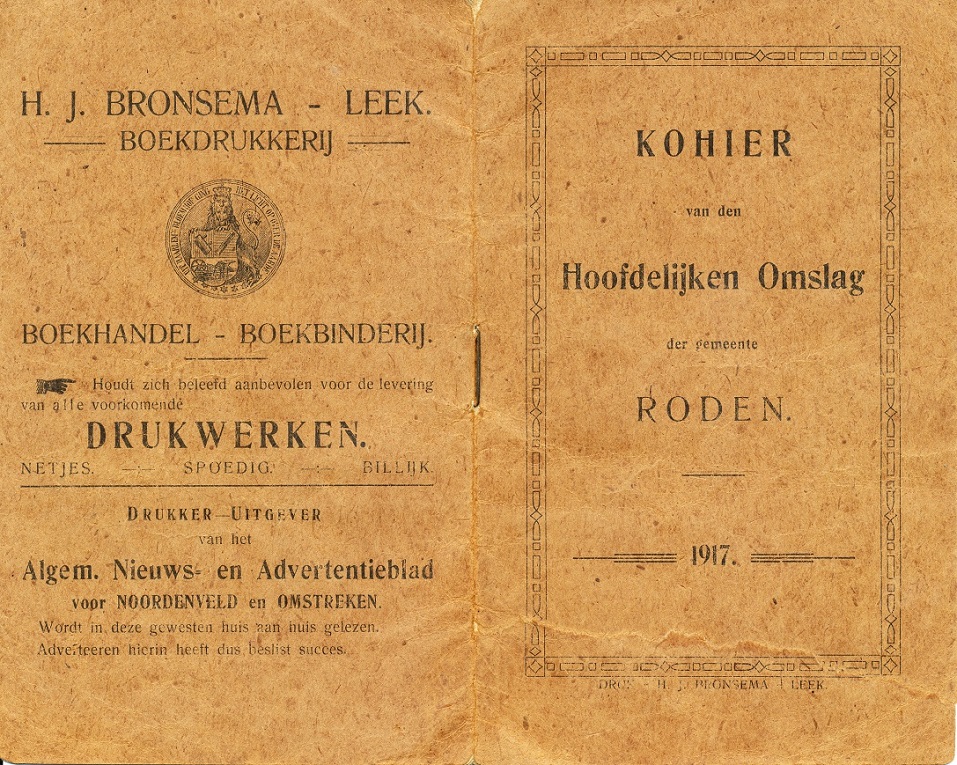 H. J. BRONSEMA - LEEK.
BOEKDRUKKERIJ
BOEKHANDEL - BOEKBINDERIJ.
Houdt zich beleefd aanbevolen voor de levering
van alle voorkomende
DRUKWERKEN.
NETJES. -:- SPOEDIG. -:- BILLIJK.
DRUKKER-UITGEVER
van het
Algem. Nieuws- en Advertentieblad
voor NOORDENVELD en OMSTREKEN.
Wordt in deze gewesten huis aan huis gelezen.
Adverteeren hierin heeft dus beslist succes.
KOHIER
van den
Hoofdelijken Omslag
der gemeente
RODEN.
1917.
DRUK - H. J. BRONSEMA - LEEK.